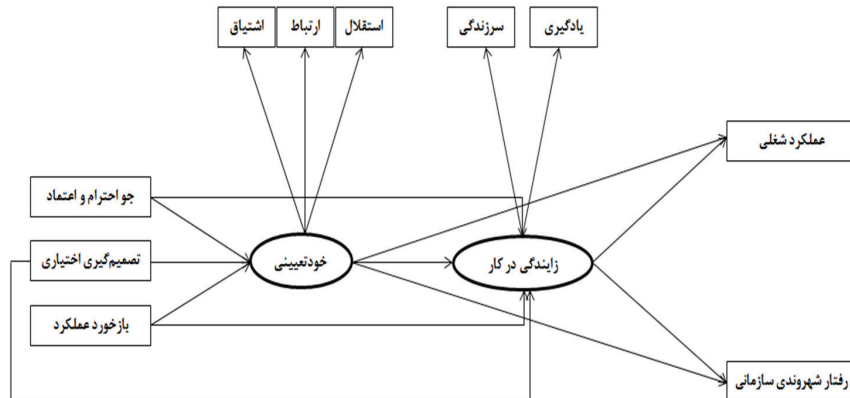 اشتیاق
ارتباط
استقلال
سرزندگی
یادگیری
عملکرد شغلی
جو احترام و اعتماد
تصمیم‌گیری اختیاری
خودتعیینی
زایندگی در کار
بازخورد عملکرد
رفتار شهروندی سازمانی